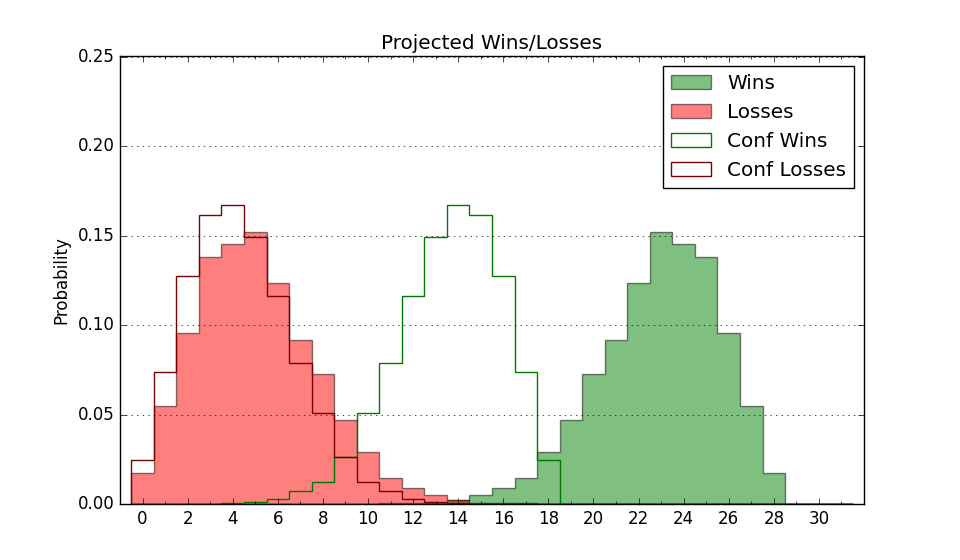 Projected Wins/Losses
0.25
0.20
0.15
0.10
0.05
0.00
Probability
Wins
Losses
Conf Wins
Conf Losses
0 2 4 6 8 10 12 14 16 18 20 22 24 26 28 30